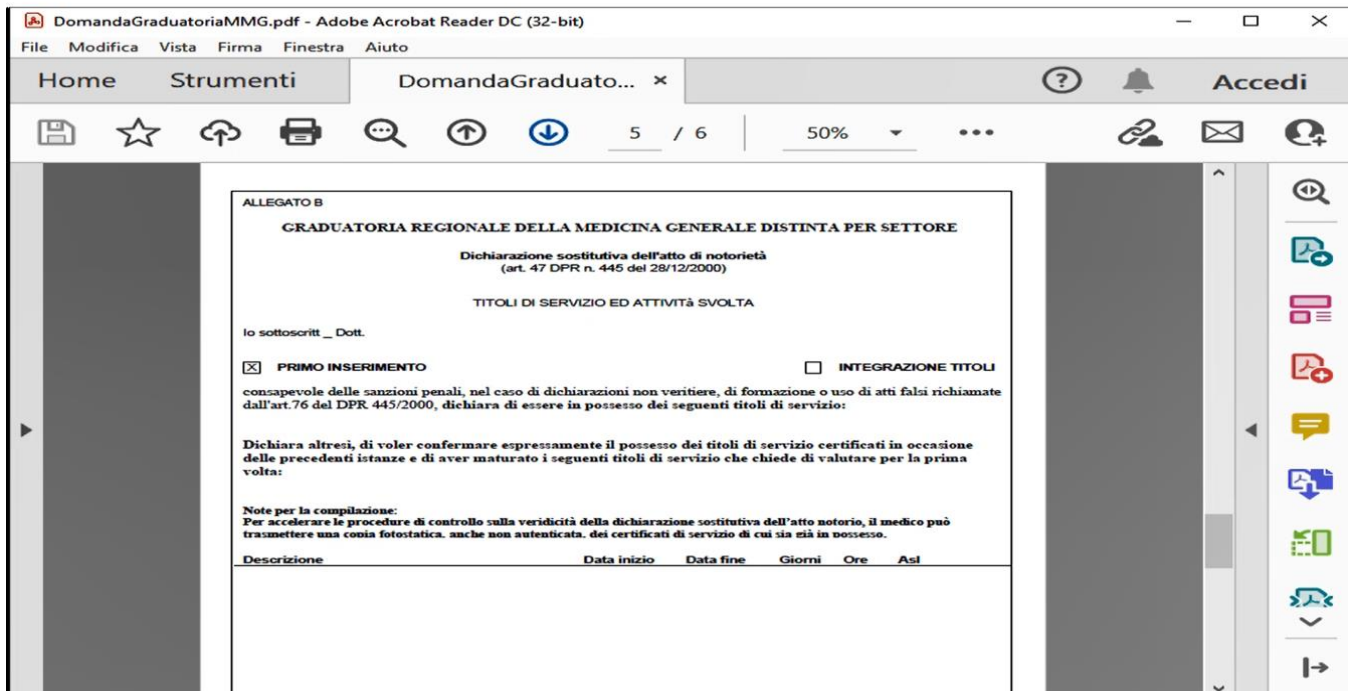 DomandaGraduatoriaMMG.pdf - Adobe Acrobat Reader DC (32-bit)
File Modifica Vista Firma Finestra Aiuto
Home Strumenti DomandaGraduato... ×
Accedi
5 / 6 50%
ALLEGATO B
GRADUATORIA REGIONALE DELLA MEDICINA GENERALE DISTINTA PER SETTORE
Dichiarazione sostitutiva dell'atto di notorietà
(art. 47 DPR n. 445 del 28/12/2000)
TITOLI DI SERVIZIO ED ATTIVITà SVOLTA
Io sottoscritt _ Dott.
X PRIMO INSERIMENTO INTEGRAZIONE TITOLI
consapevole delle sanzioni penali, nel caso di dichiarazioni non veritiere, di formazione o uso di atti falsi richiamate
dall'art.76 del DPR 445/2000, dichiara di essere in possesso dei seguenti titoli di servizio:
Dichiara altresì, di voler confermare espressamente il possesso dei titoli di servizio certificati in occasione
delle precedenti istanze e di aver maturato i seguenti titoli di servizio che chiede di valutare per la prima
volta:
Note per la compilazione:
Per accelerare le procedure di controllo sulla veridicità della dichiarazione sostitutiva dell'atto notorio, il medico può
trasmettere una copia fotostatica, anche non autenticata, dei certificati di servizio di cui sia già in possesso.
Descrizione Data inizio Data fine Giorni Ore Asl